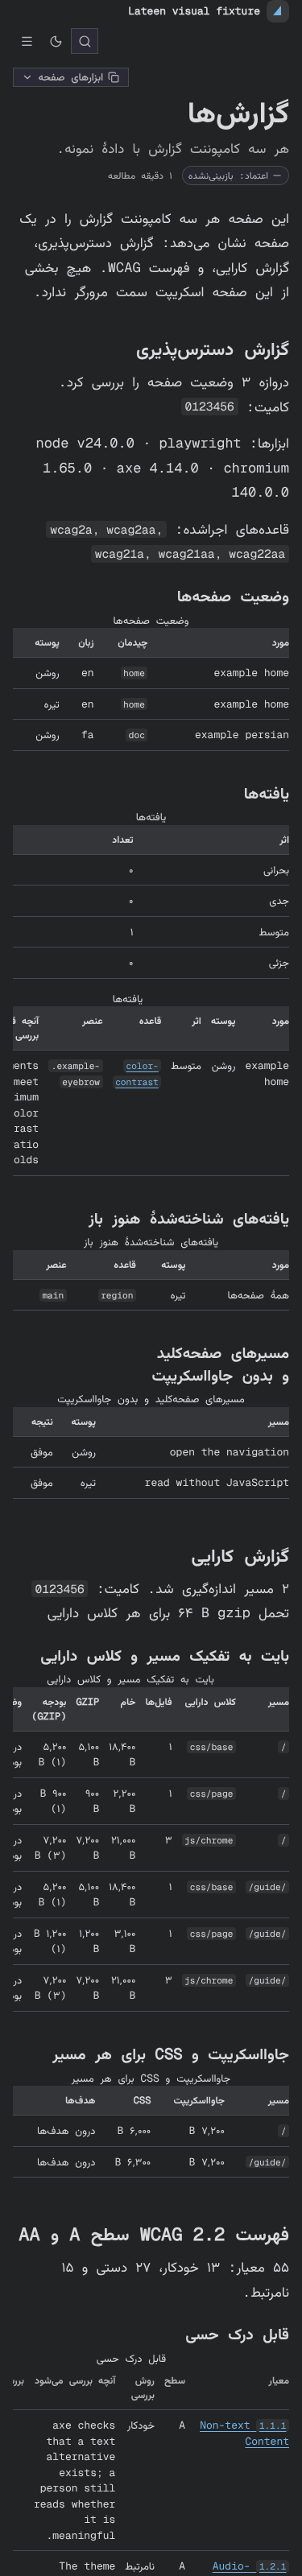 Lateen visual fixture
ابزارهای صفحه
گزارش‌ها
هر سه کامپوننت گزارش با دادهٔ نمونه.
— اعتماد: بازبینی‌نشده ۱ دقیقه مطالعه
این صفحه هر سه کامپوننت گزارش را در یک
صفحه نشان می‌دهد: گزارش دسترس‌پذیری،
گزارش کارایی، و فهرست WCAG. هیچ بخشی
از این صفحه اسکریپت سمت مرورگر ندارد.
گزارش دسترس‌پذیری
دروازه ۳ وضعیت صفحه را بررسی کرد.
کامیت: 0123456
ابزارها: node v24.0.0 · playwright
1.65.0 · axe 4.14.0 · chromium
140.0.0
قاعده‌های اجراشده: wcag2a, wcag2aa,
wcag21a, wcag21aa, wcag22aa
وضعیت صفحه‌ها
وضعیت صفحه‌ها
مورد چیدمان زبان پوسته
example home home en روشن
example home home en تیره
example persian doc fa روشن
یافته‌ها
یافته‌ها
اثر تعداد
بحرانی ۰
جدی ۰
متوسط ۱
جزئی ۰
یافته‌ها
مورد پوسته اثر قاعده عنصر آنچه
بررسی
example home روشن متوسط color-contrast .example-eyebrow
meet
یافته‌های شناخته‌شدهٔ هنوز باز
یافته‌های شناخته‌شدهٔ هنوز باز
مورد پوسته قاعده عنصر
همهٔ صفحه‌ها تیره region main
مسیرهای صفحه‌کلید
و بدون جاوااسکریپت
مسیرهای صفحه‌کلید و بدون جاوااسکریپت
مسیر پوسته نتیجه
open the navigation روشن موفق
read without JavaScript تیره موفق
گزارش کارایی
۲ مسیر اندازه‌گیری شد. کامیت: 0123456
تحمل ۶۴ B gzip برای هر کلاس دارایی
بایت به تفکیک مسیر و کلاس دارایی
بایت به تفکیک مسیر و کلاس دارایی
مسیر کلاس دارایی فایل‌ها خام GZIP بودجه (GZIP)
/ css/base ۱ ۱۸٬۴۰۰ B ۵٬۱۰۰ B ۵٬۲۰۰ B (۱)
/ css/page ۱ ۲٬۲۰۰ B ۹۰۰ B ۹۰۰ B (۱)
/ js/chrome ۳ ۲۱٬۰۰۰ B ۷٬۲۰۰ B ۷٬۲۰۰ B (۳)
/guide/ css/base ۱ ۱۸٬۴۰۰ B ۵٬۱۰۰ B ۵٬۲۰۰ B (۱)
/guide/ css/page ۱ ۳٬۱۰۰ B ۱٬۲۰۰ B ۱٬۲۰۰ B (۱)
/guide/ js/chrome ۳ ۲۱٬۰۰۰ B ۷٬۲۰۰ B ۷٬۲۰۰ B (۳)
جاوااسکریپت و CSS برای هر مسیر
جاوااسکریپت و CSS برای هر مسیر
مسیر جاوااسکریپت CSS هدف‌ها
/ ۷٬۲۰۰ B ۶٬۰۰۰ B درون هدف‌ها
/guide/ ۷٬۲۰۰ B ۶٬۳۰۰ B درون هدف‌ها
فهرست WCAG 2.2 سطح A و AA
۵۵ معیار: ۱۳ خودکار، ۲۷ دستی و ۱۵
نامرتبط.
قابل درک حسی
قابل درک حسی
معیار سطح روش بررسی آنچه بررسی می‌شود
1.1.1 Non-text Content A خودکار axe checks
that a text
alternative
exists; a
person still
reads whether
it is
meaningful.
1.2.1 Audio- A نامرتبط The theme